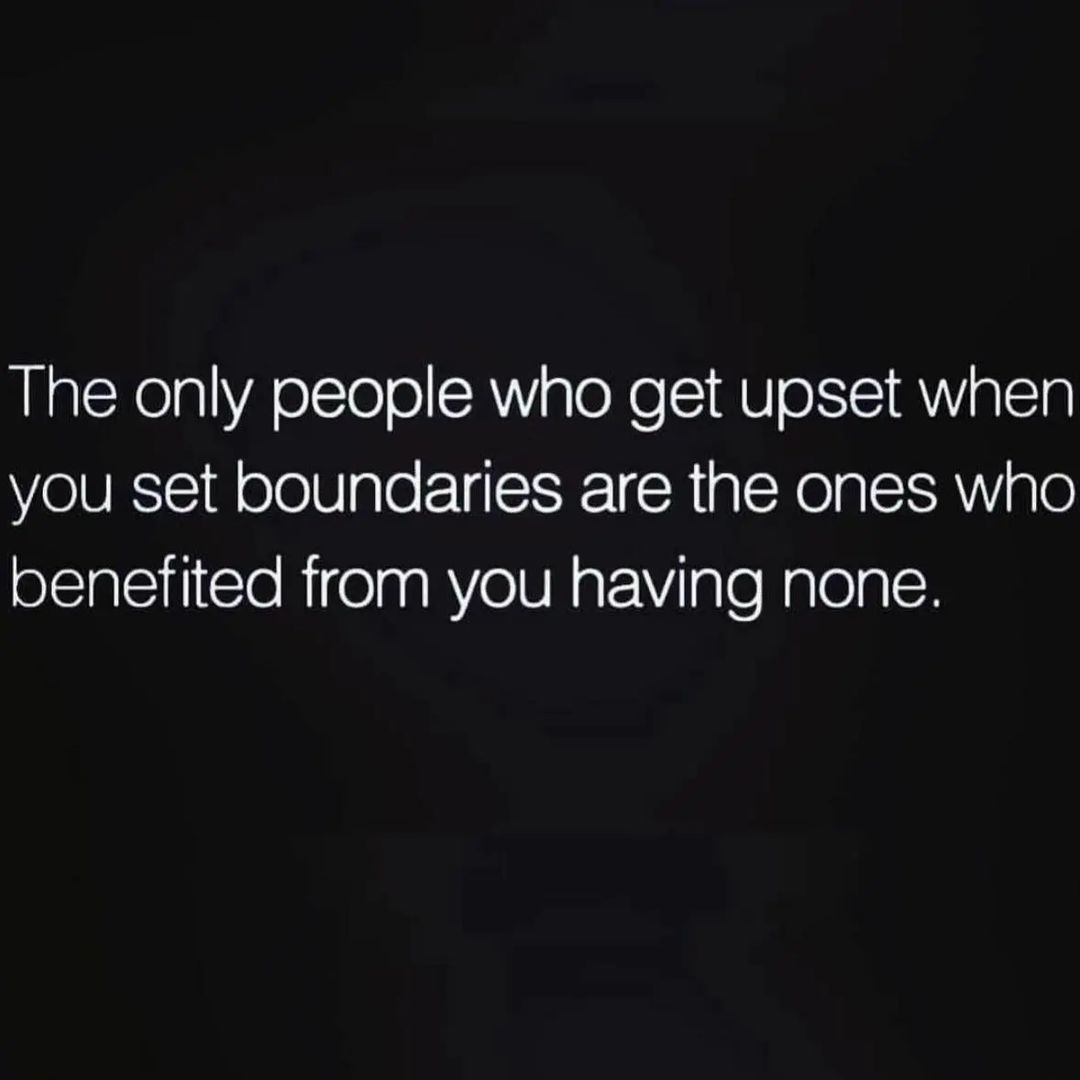 The only people who get upset when
you set boundaries are the ones who
benefited from you having none.